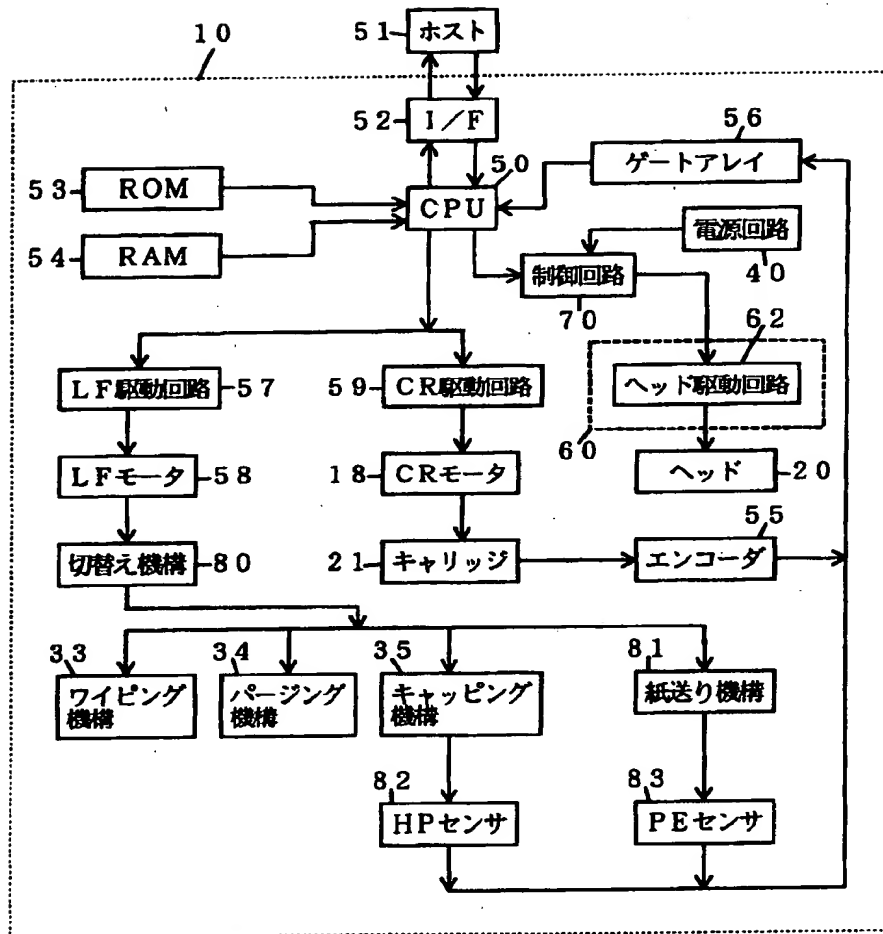 10
51
ホスト
52
I/F
56
ゲートアレイ
50
53
ROM
CPU
54
RAM
電源回路
40
制御回路
70
62
LF駆動回路
57
59
CR駆動回路
ヘッド駆動回路
60
LFモータ
58
18
CRモータ
ヘッド
20
55
切替え機構
80
21
キャリッジ
エンコーダ
33
34
35
81
ワイピング
機構
パージング
機構
キャッピング
機構
紙送り機構
82
83
HPセンサ
PEセンサ